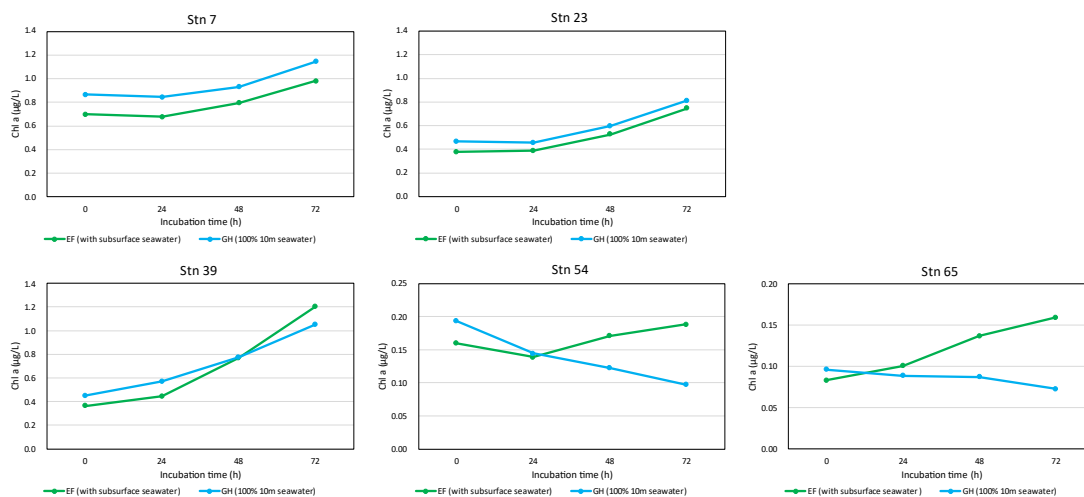 Stn 7
1.4
1.2
1.0
0.8
0.6
0.4
0.2
0.0
Chl a (µg/L)
0 24 48 72
Incubation time (h)
EF (with subsurface seawater) GH (100% 10m seawater)
Stn 23
1.4
1.2
1.0
0.8
0.6
0.4
0.2
0.0
Chl a (µg/L)
0 24 48 72
Incubation time (h)
EF (with subsurface seawater) GH (100% 10m seawater)
Stn 39
1.4
1.2
1.0
0.8
0.6
0.4
0.2
0.0
Chl a (µg/L)
0 24 48 72
Incubation time (h)
EF (with subsurface seawater) GH (100% 10m seawater)
Stn 54
0.25
0.20
0.15
0.10
0.05
0.00
Chl a (µg/L)
0 24 48 72
Incubation time (h)
EF (with subsurface seawater) GH (100% 10m seawater)
Stn 65
0.20
0.15
0.10
0.05
0.00
Chl a (µg/L)
0 24 48 72
Incubation time (h)
EF (with subsurface seawater) GH (100% 10m seawater)